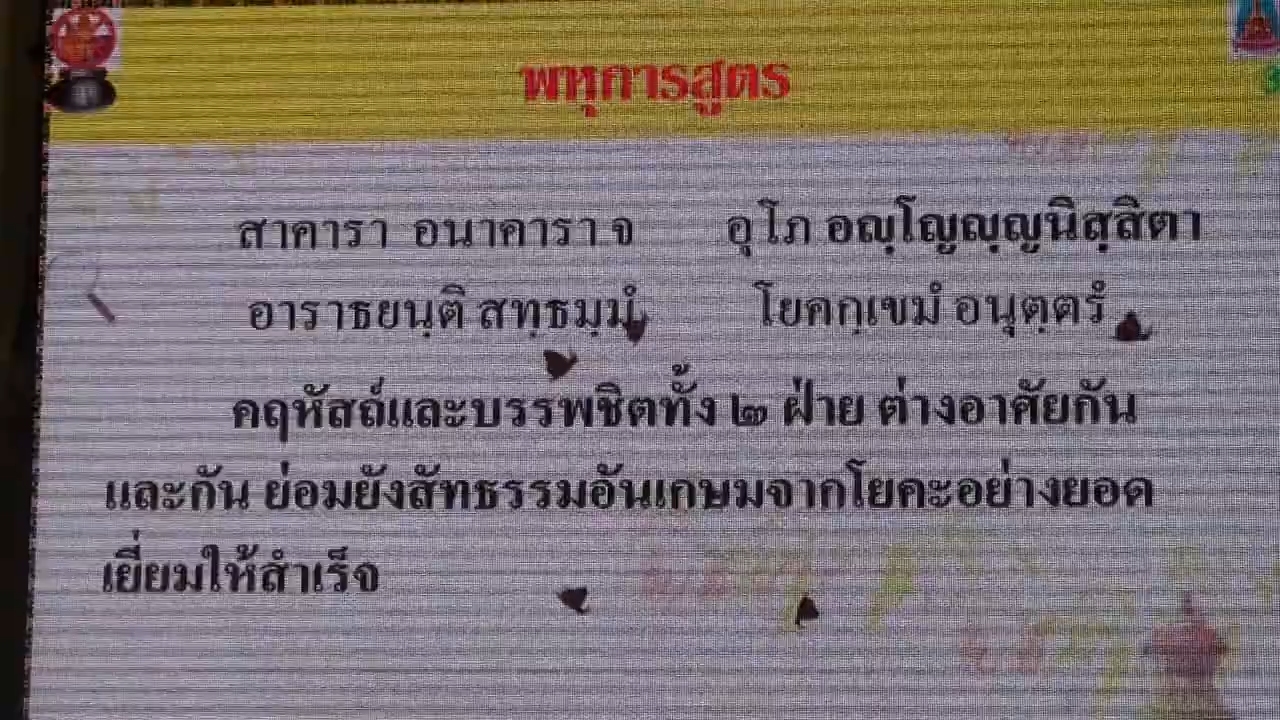 พหุการสูตร
สาคารา อนาคารา จ อุโภ อญฺโญญฺญนิสฺสิตา
อาราธยนฺติ สทฺธมฺมํ โยคกฺเขมํ อนุตฺตรํ
คฤหัสถ์และบรรพชิตทั้ง ๒ ฝ่าย ต่างอาศัยกัน
และกัน ย่อมยังสัทธรรมอันเกษมจากโยคะอย่างยอด
เยี่ยมให้สำเร็จ